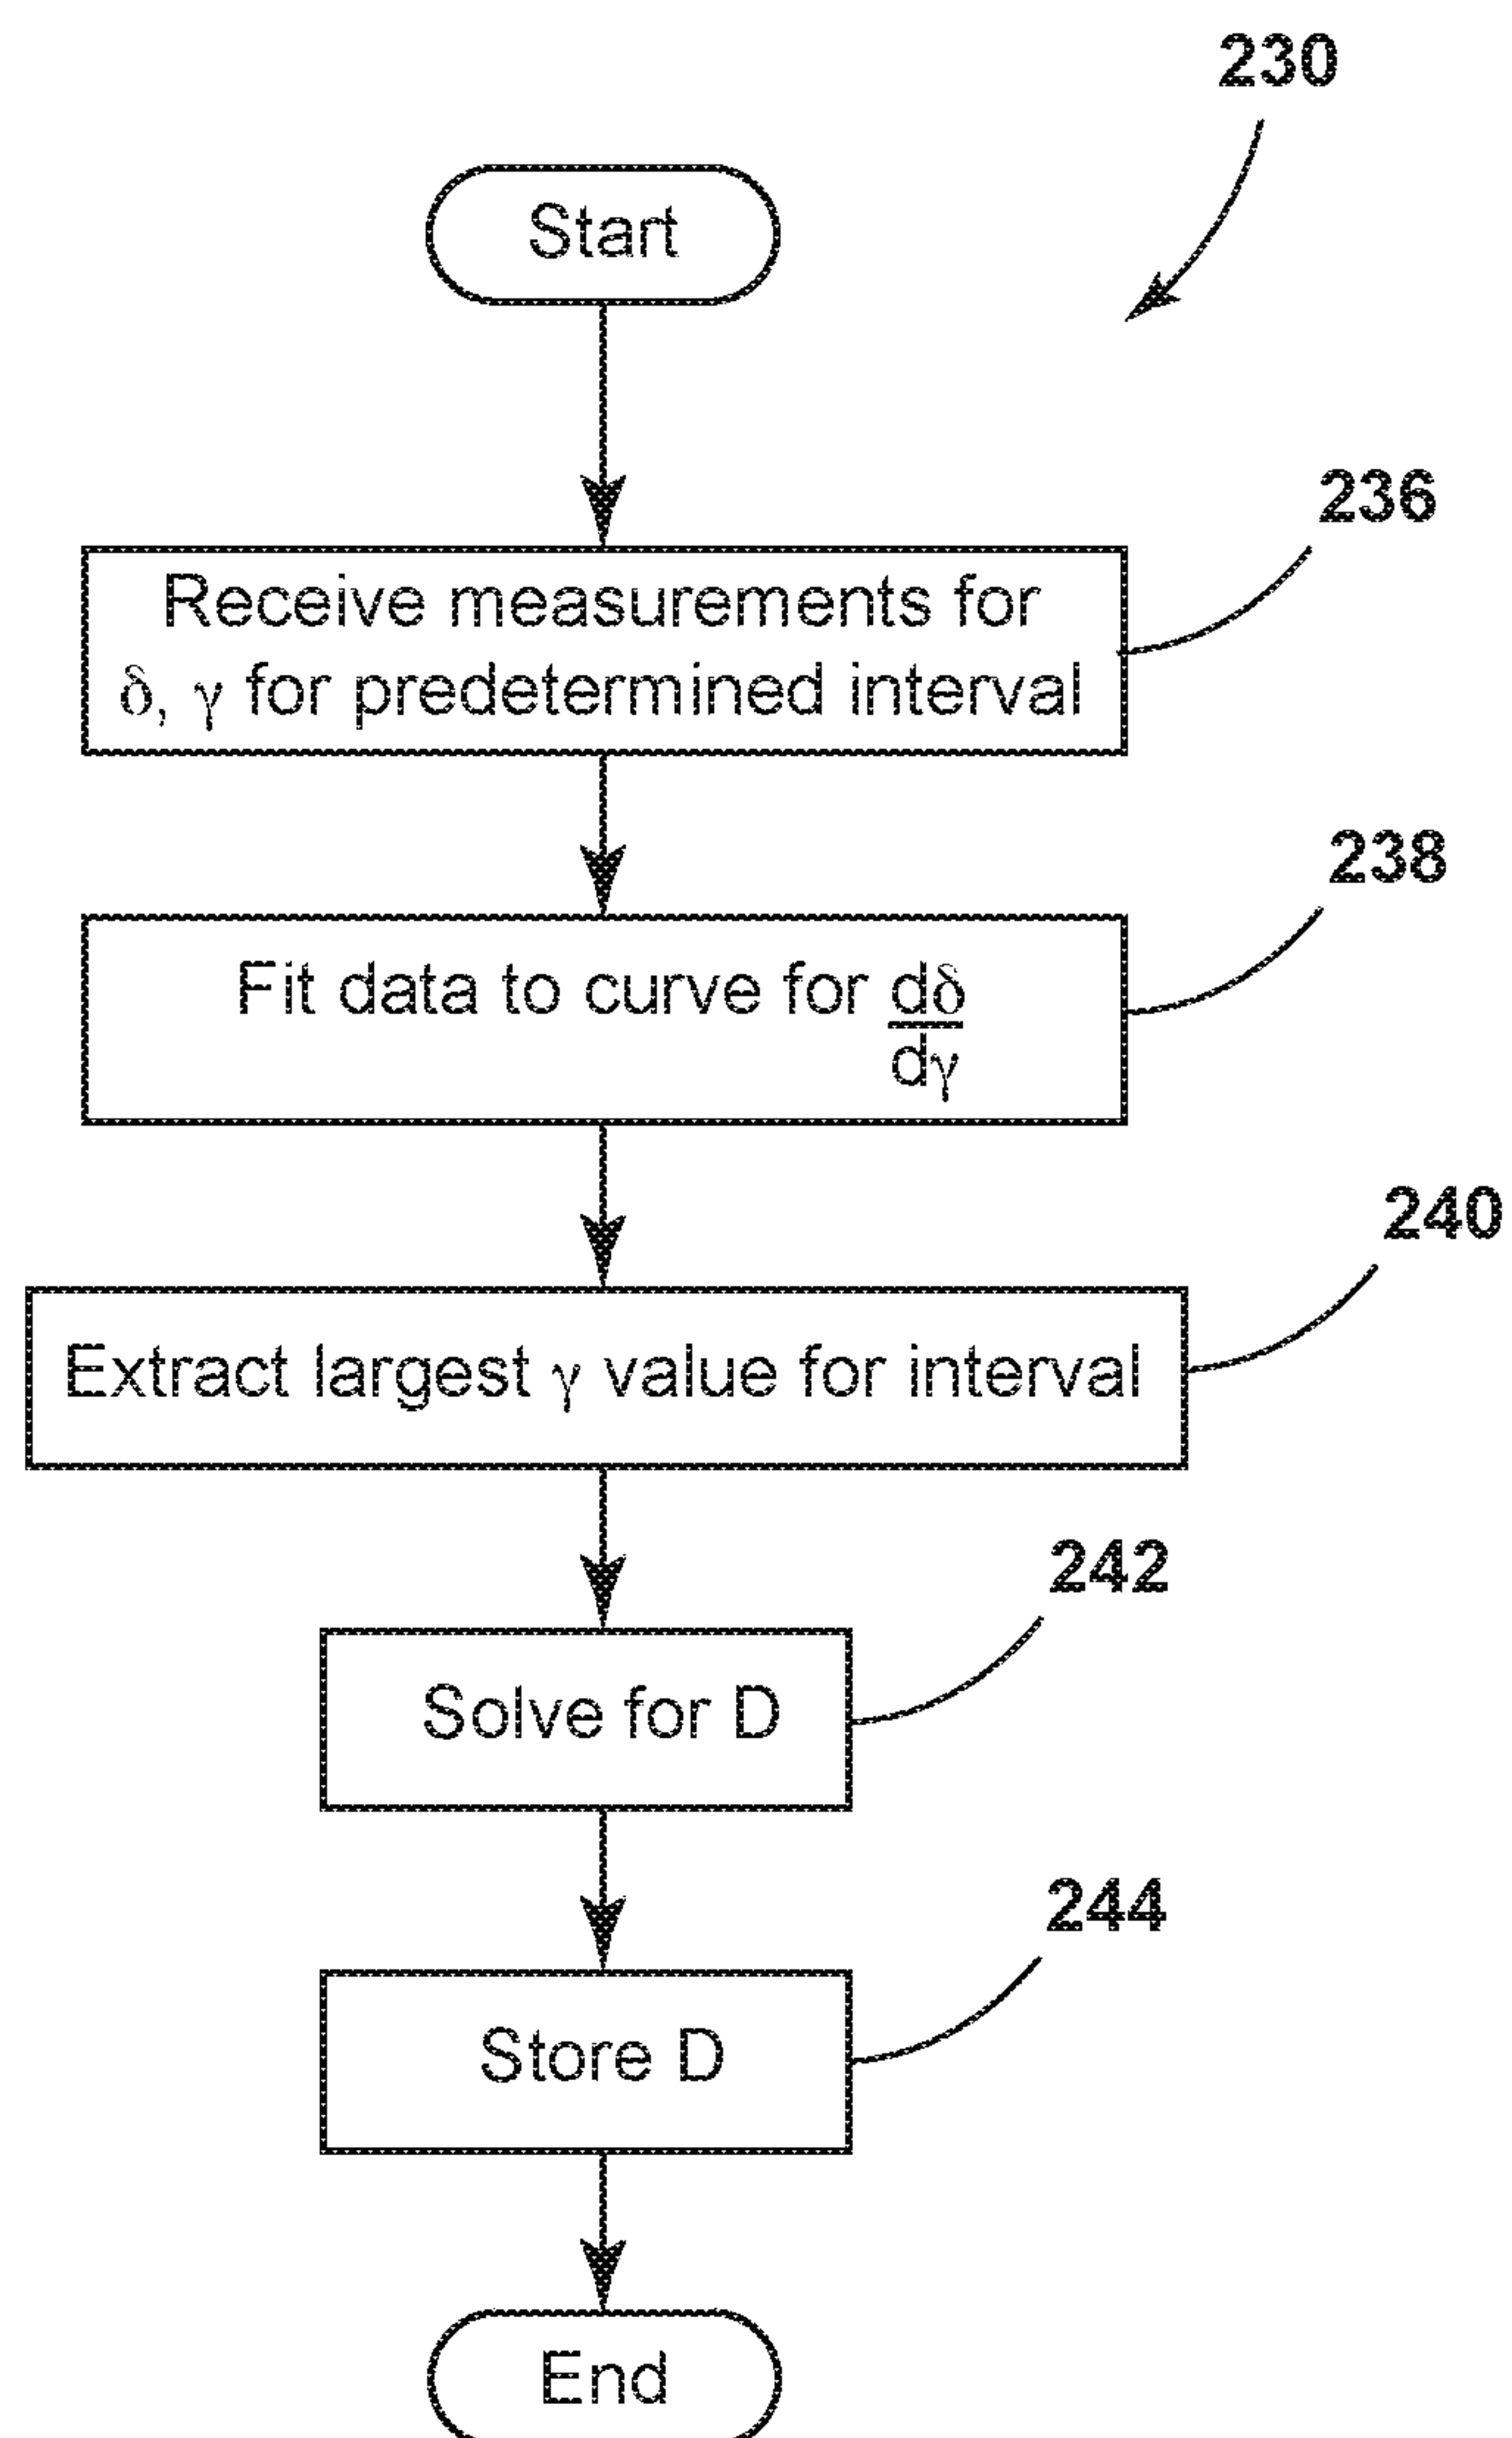 230
Start
236
Receive measurements for
δ, γ for predetermined interval
238
Fit data to curve for dδ
dγ
240
Extract largest γ value for interval
242
Solve for D
244
Store D
End